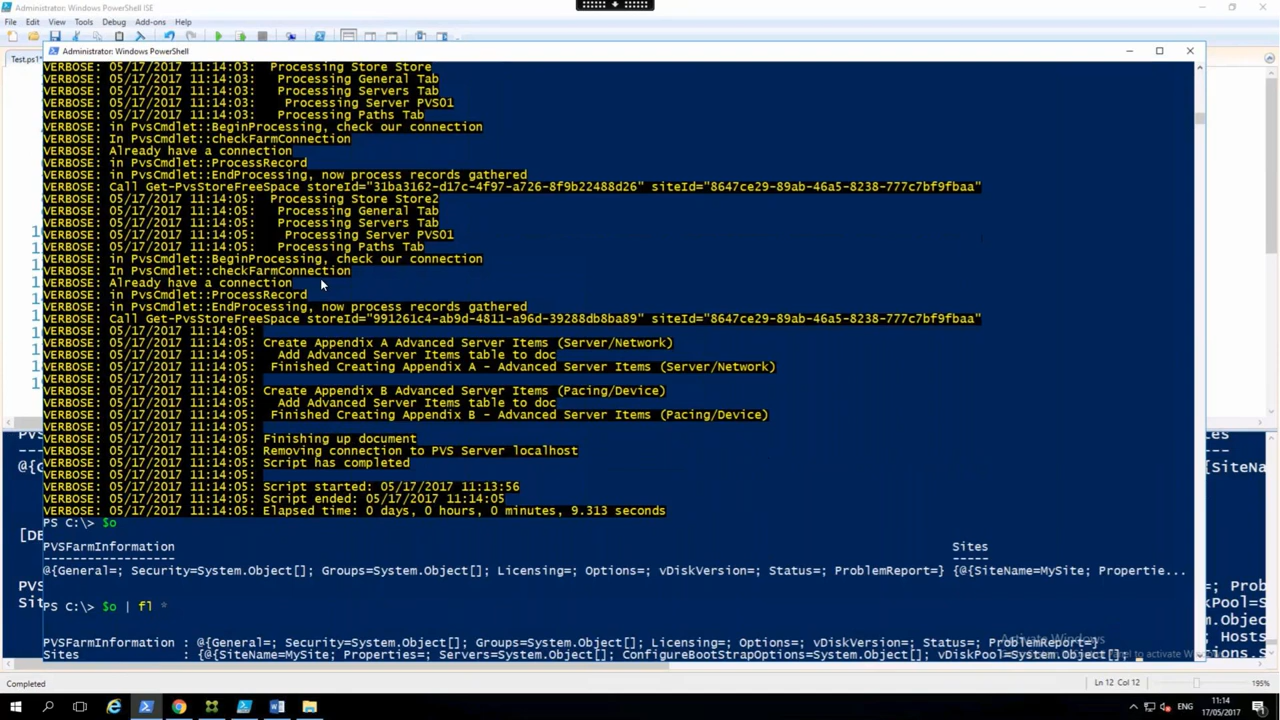 Administrator: Windows PowerShell ISE
File Edit View Tools Debug Add-ons Help
Test.ps1*
Administrator: Windows PowerShell
VERBOSE: 05/17/2017 11:14:03:  Processing Store Store
VERBOSE: 05/17/2017 11:14:03:   Processing General Tab
VERBOSE: 05/17/2017 11:14:03:   Processing Servers Tab
VERBOSE: 05/17/2017 11:14:03:    Processing Server PVS01
VERBOSE: 05/17/2017 11:14:03:   Processing Paths Tab
VERBOSE: in PvsCmdlet::BeginProcessing, check our connection
VERBOSE: In PvsCmdlet::checkFarmConnection
VERBOSE: Already have a connection
VERBOSE: in PvsCmdlet::ProcessRecord
VERBOSE: in PvsCmdlet::EndProcessing, now process records gathered
VERBOSE: Call Get-PvsStoreFreeSpace storeId="31ba3162-d17c-4f97-a726-8f9b22488d26" siteId="8647ce29-89ab-46a5-8238-777c7bf9fbaa"
VERBOSE: 05/17/2017 11:14:05:  Processing Store Store2
VERBOSE: 05/17/2017 11:14:05:   Processing General Tab
VERBOSE: 05/17/2017 11:14:05:   Processing Servers Tab
VERBOSE: 05/17/2017 11:14:05:    Processing Server PVS01
VERBOSE: 05/17/2017 11:14:05:   Processing Paths Tab
VERBOSE: in PvsCmdlet::BeginProcessing, check our connection
VERBOSE: In PvsCmdlet::checkFarmConnection
VERBOSE: Already have a connection
VERBOSE: in PvsCmdlet::ProcessRecord
VERBOSE: in PvsCmdlet::EndProcessing, now process records gathered
VERBOSE: Call Get-PvsStoreFreeSpace storeId="991261c4-ab9d-4811-a96d-39288db8ba89" siteId="8647ce29-89ab-46a5-8238-777c7bf9fbaa"
VERBOSE: 05/17/2017 11:14:05:
VERBOSE: 05/17/2017 11:14:05: Create Appendix A Advanced Server Items (Server/Network)
VERBOSE: 05/17/2017 11:14:05:   Add Advanced Server Items table to doc
VERBOSE: 05/17/2017 11:14:05:  Finished Creating Appendix A - Advanced Server Items (Server/Network)
VERBOSE: 05/17/2017 11:14:05:
VERBOSE: 05/17/2017 11:14:05: Create Appendix B Advanced Server Items (Pacing/Device)
VERBOSE: 05/17/2017 11:14:05:   Add Advanced Server Items table to doc
VERBOSE: 05/17/2017 11:14:05:  Finished Creating Appendix B - Advanced Server Items (Pacing/Device)
VERBOSE: 05/17/2017 11:14:05:
VERBOSE: 05/17/2017 11:14:05: Finishing up document
VERBOSE: 05/17/2017 11:14:05: Removing connection to PVS Server localhost
VERBOSE: 05/17/2017 11:14:05: Script has completed
VERBOSE: 05/17/2017 11:14:05:
VERBOSE: 05/17/2017 11:14:05: Script started: 05/17/2017 11:13:56
VERBOSE: 05/17/2017 11:14:05: Script ended: 05/17/2017 11:14:05
VERBOSE: 05/17/2017 11:14:05: Elapsed time: 0 days, 0 hours, 0 minutes, 9.313 seconds
PS C:\> $o
PVSFarmInformation Sites
------------------ -----
@{General=; Security=System.Object[]; Groups=System.Object[]; Licensing=; Options=; vDiskVersion=; Status=; ProblemReport=} {@{SiteName=MySite; Propertie...
PS C:\> $o | fl *
PVSFarmInformation : @{General=; Security=System.Object[]; Groups=System.Object[]; Licensing=; Options=; vDiskVersion=; Status=; ProblemReport=}
Sites              : {@{SiteName=MySite; Properties=; Servers=System.Object[]; ConfigureBootStrapOptions=System.Object[]; vDiskPool=System.Object[];
Activate Windows
Completed
Ln 12 Col 12
195%
ENG
11:14
17/05/2017